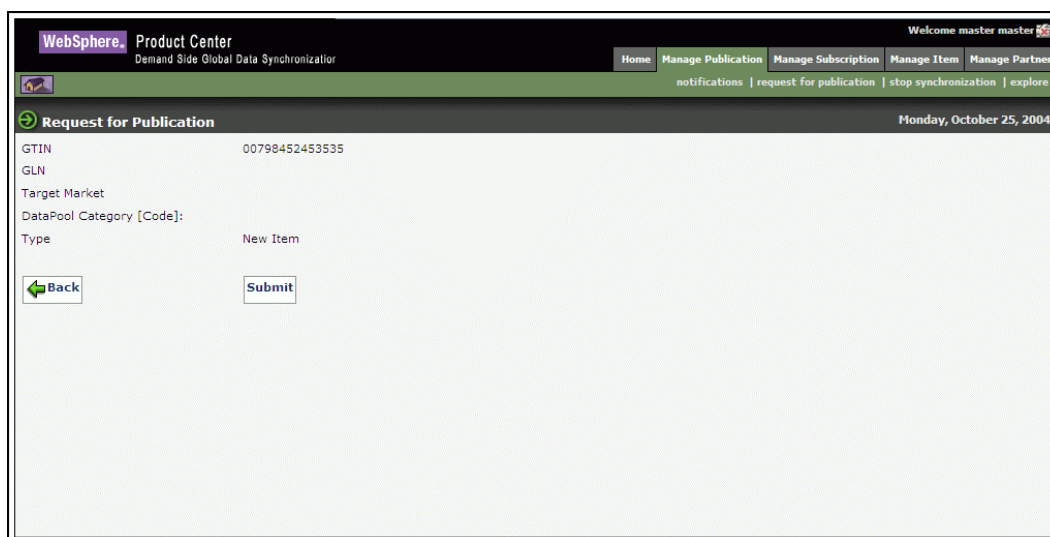 Welcome master master
WebSphere. Product Center
Demand Side Global Data Synchronization
Home Manage Publication Manage Subscription Manage Item Manage Partner
notifications | request for publication | stop synchronization | explore
Request for Publication Monday, October 25, 2004
GTIN 00798452453535
GLN
Target Market
DataPool Category [Code]:
Type New Item
Back Submit